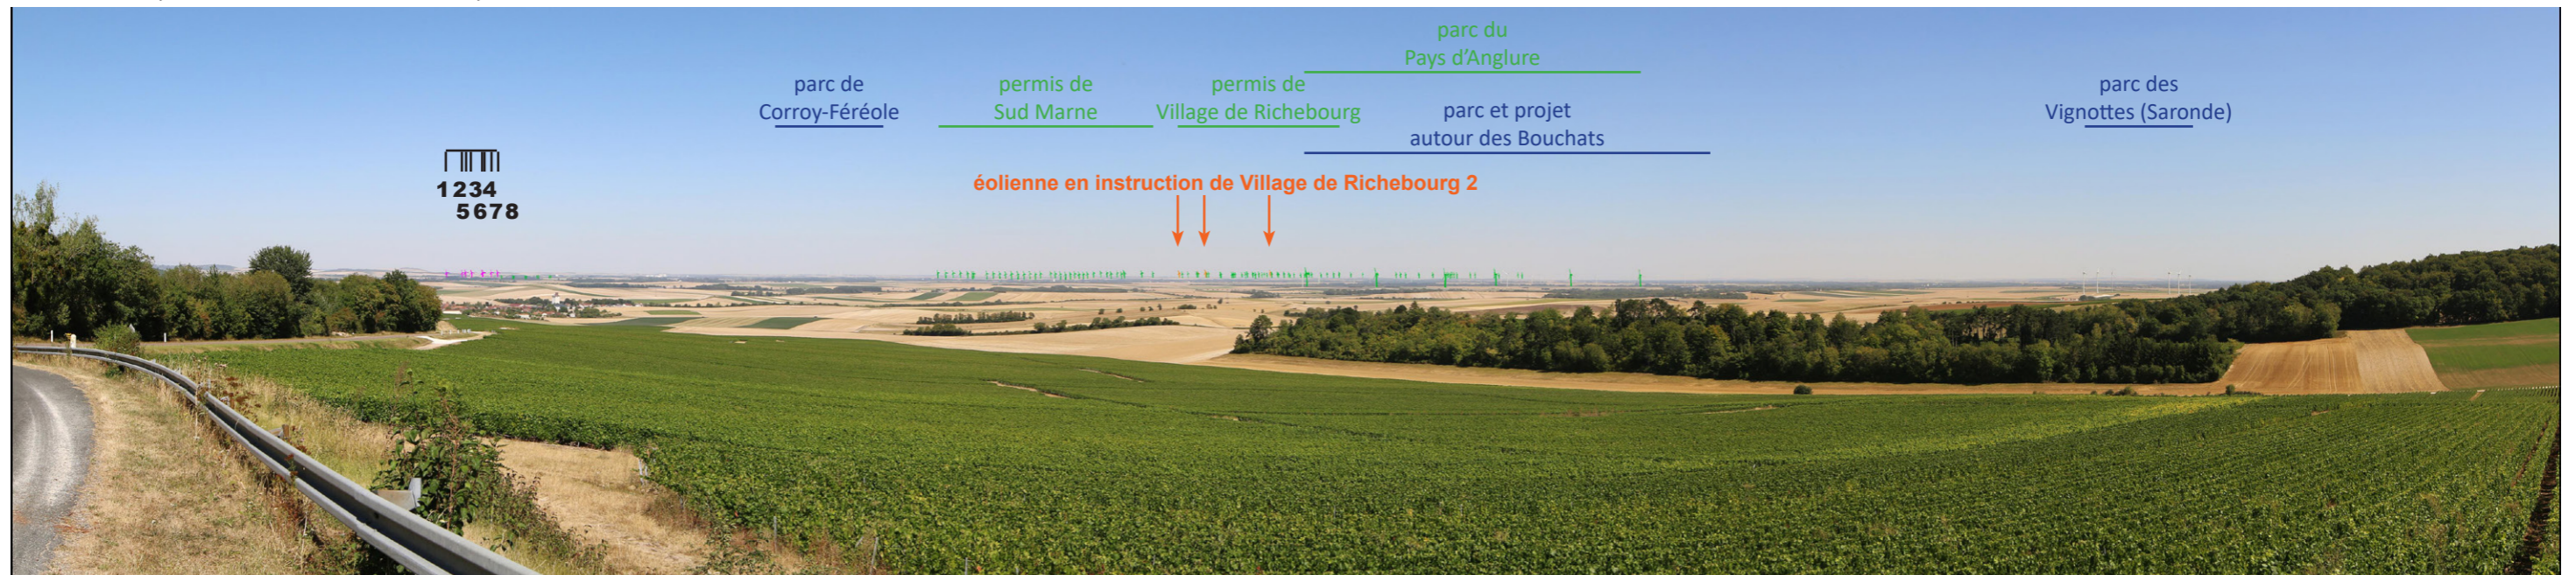 parc du
Pays d’Anglure
parc de
Corroy-Féréole
permis de
Sud Marne
permis de
Village de Richebourg
parc et projet
autour des Bouchats
parc des
Vignottes (Saronde)
1234
5678
éolienne en instruction de Village de Richebourg 2